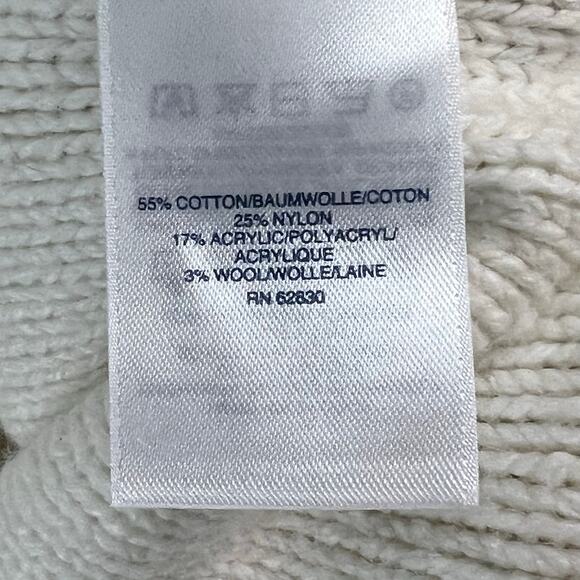 55% COTTON/BAUMWOLLE/COTON
25% NYLON
17% ACRYLIC/POLYACRYL/
ACRYLIQUE
3% WOOL/WOLLE/LAINE
RN 62830